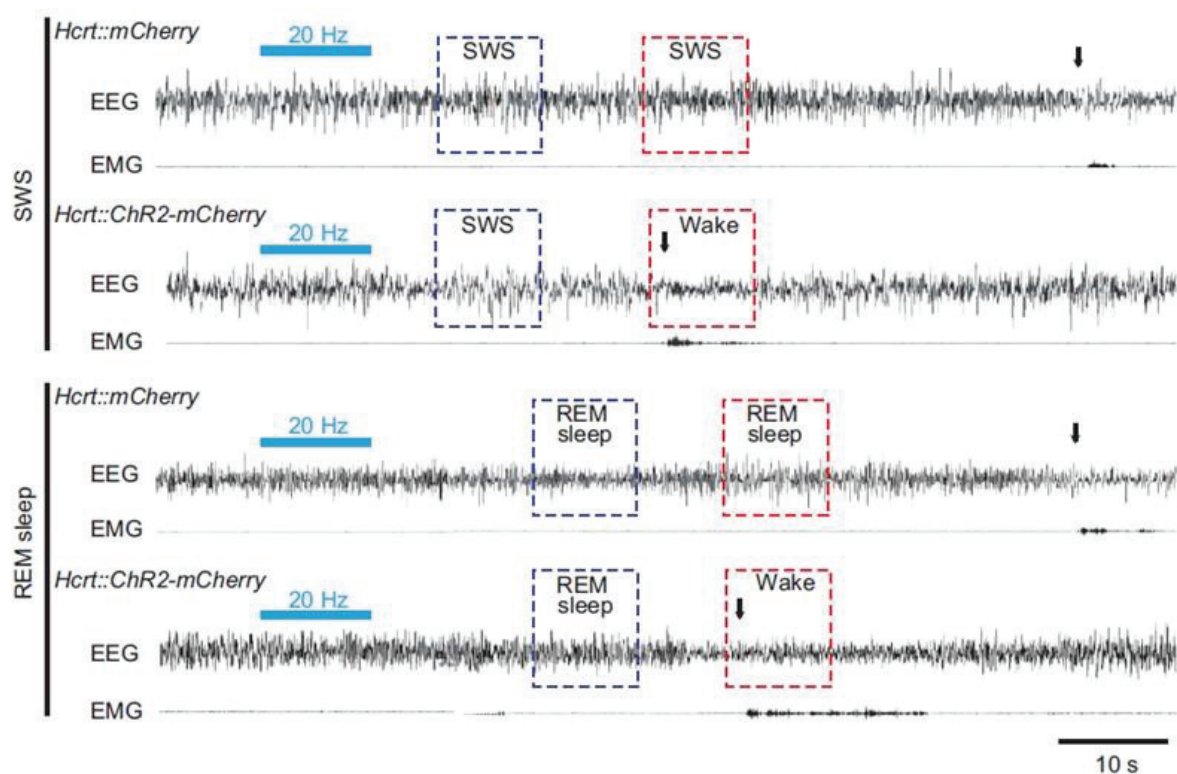 Hcrt::mCherry
20 Hz
SWS
SWS
EEG
EMG
Hcrt::ChR2-mCherry
20 Hz
SWS
Wake
EEG
EMG
SWS
Hcrt::mCherry
20 Hz
REM
sleep
REM
sleep
EEG
EMG
Hcrt::ChR2-mCherry
20 Hz
REM
sleep
Wake
EEG
EMG
REM sleep
10 s